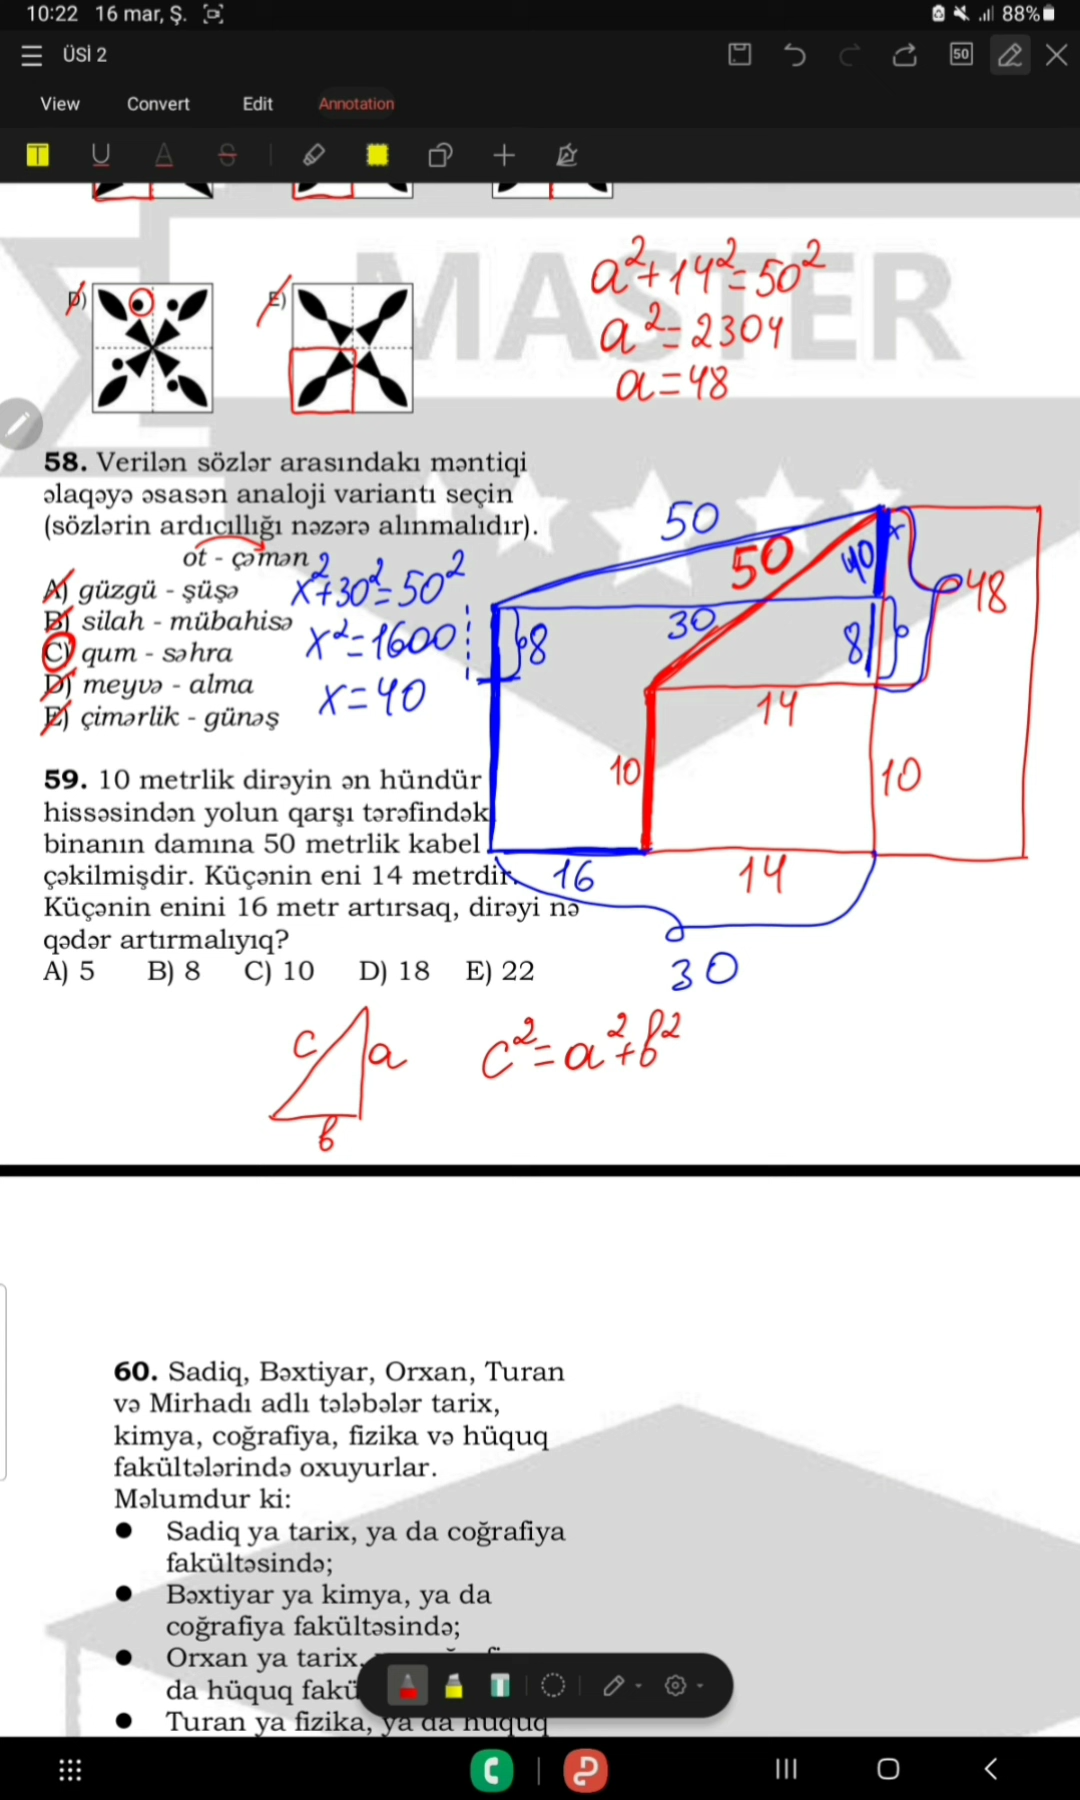 10:22 16 mar, Ş. 88%
ÜSİ 2
50
View Convert Edit Annotation
T U A S
MASTER
D) E)
a²+14²=50²
a²=2304
a=48
58. Verilən sözlər arasındakı məntiqi
əlaqəyə əsasən analoji variantı seçin
(sözlərin ardıcıllığı nəzərə alınmalıdır).
ot - çəmən
A) güzgü - şüşə
B) silah - mübahisə
C) qum - səhra
D) meyvə - alma
E) çimərlik - günəş
x²+30²=50²
x²=1600
x=40
50
50
40
x
48
30
8
8
14
10
10
16
14
30
59. 10 metrlik dirəyin ən hündür
hissəsindən yolun qarşı tərəfindək
binanın damına 50 metrlik kabel
çəkilmişdir. Küçənin eni 14 metrdir.
Küçənin enini 16 metr artırsaq, dirəyi nə
qədər artırmalıyıq?
A) 5 B) 8 C) 10 D) 18 E) 22
c a b
c²=a²+b²
60. Sadiq, Bəxtiyar, Orxan, Turan
və Mirhadı adlı tələbələr tarix,
kimya, coğrafiya, fizika və hüquq
fakültələrində oxuyurlar.
Məlumdur ki:
● Sadiq ya tarix, ya da coğrafiya
fakültəsində;
● Bəxtiyar ya kimya, ya da
coğrafiya fakültəsində;
● Orxan ya tarix,
da hüquq fakü
● Turan ya fizika, ya da hüquq